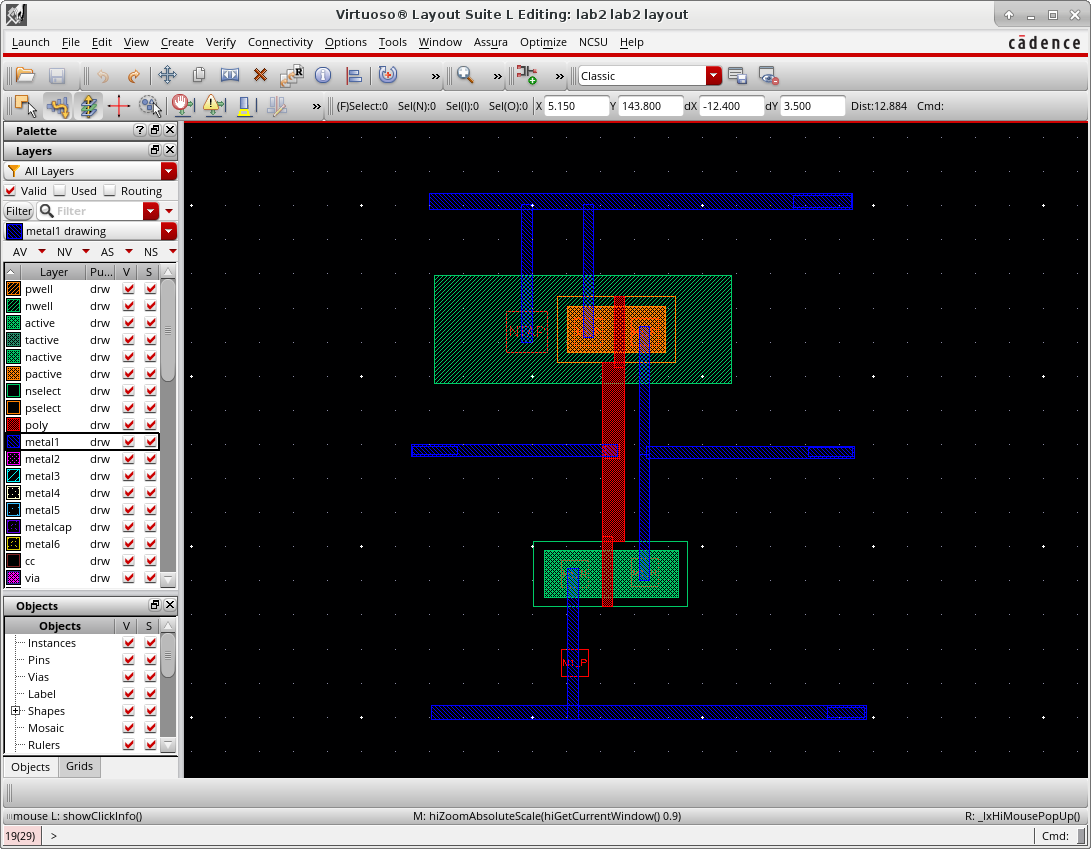 Virtuoso® Layout Suite L Editing: lab2 lab2 layout
Launch File Edit View Create Verify Connectivity Options Tools Window Assura Optimize NCSU Help
cādence
R
» » » Classic
» (F)Select:0 Sel(N):0 Sel(I):0 Sel(O):0 X 5.150 Y 143.800 dX -12.400 dY 3.500 Dist:12.884 Cmd:
Palette ?
Layers
All Layers
Valid Used Routing
Filter Filter
metal1 drawing
AV NV AS NS
Layer Pu... V S
pwell drw
nwell drw
active drw
tactive drw
nactive drw
pactive drw
nselect drw
pselect drw
poly drw
metal1 drw
metal2 drw
metal3 drw
metal4 drw
metal5 drw
metalcap drw
metal6 drw
cc drw
via drw
Objects
Objects V S
Instances
Pins
Vias
Label
Shapes
Mosaic
Rulers
Objects Grids
mouse L: showClickInfo() M: hiZoomAbsoluteScale(hiGetCurrentWindow() 0.9) R: _lxHiMousePopUp()
19(29) > Cmd: